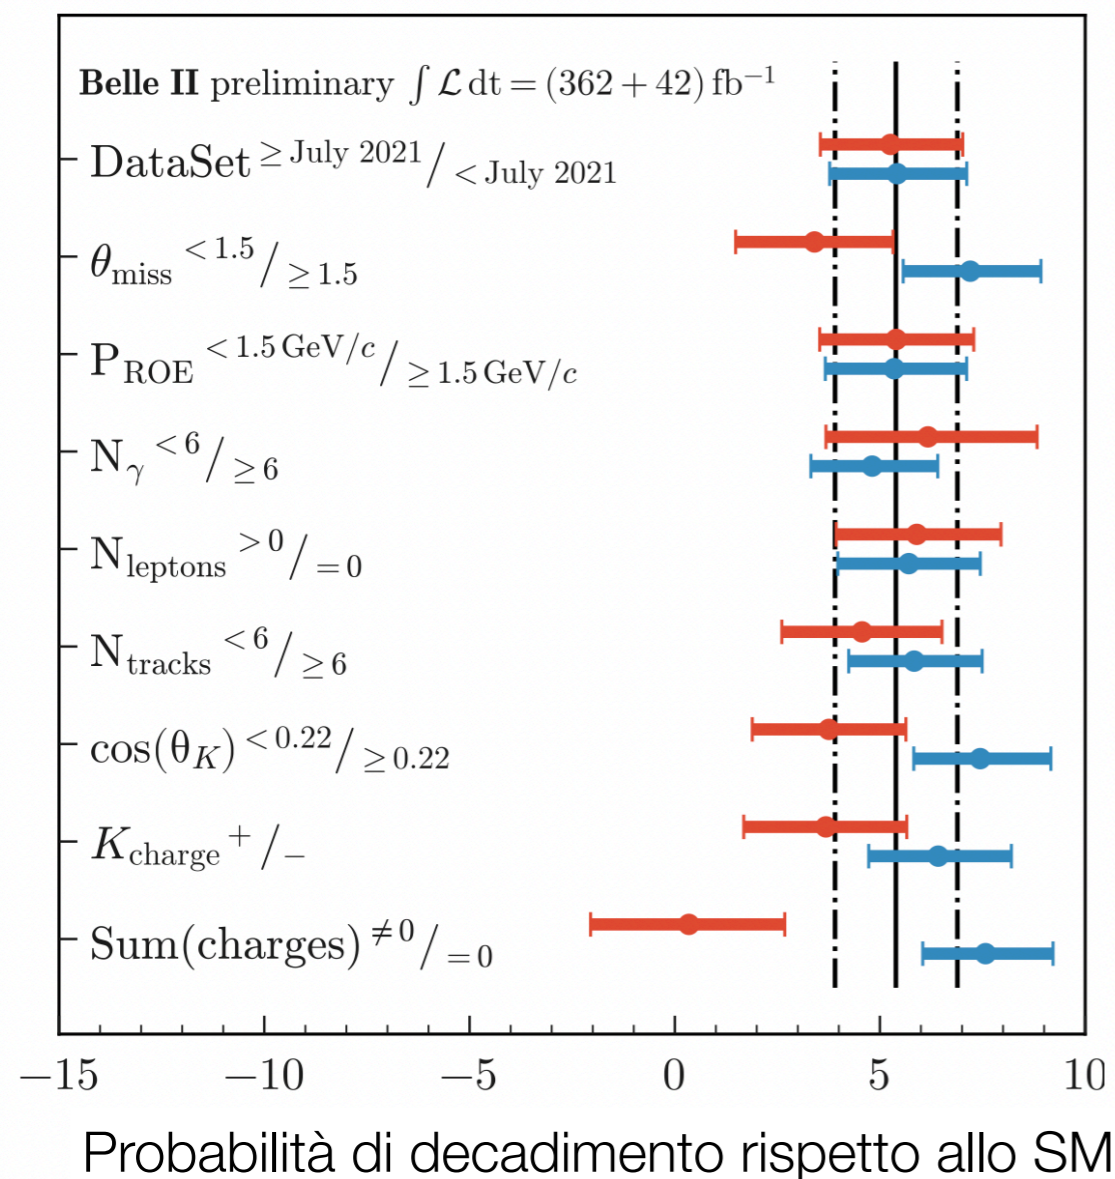 Belle II preliminary ∫ ℒ dt = (362 + 42) fb⁻¹
DataSet ≥ July 2021 / < July 2021
θmiss < 1.5 / ≥ 1.5
PROE < 1.5 GeV/c / ≥ 1.5 GeV/c
Nγ < 6 / ≥ 6
Nleptons > 0 / = 0
Ntracks < 6 / ≥ 6
cos(θK) < 0.22 / ≥ 0.22
Kcharge + / −
Sum(charges) ≠ 0 / = 0
−15 −10 −5 0 5 10
Probabilità di decadimento rispetto allo SM